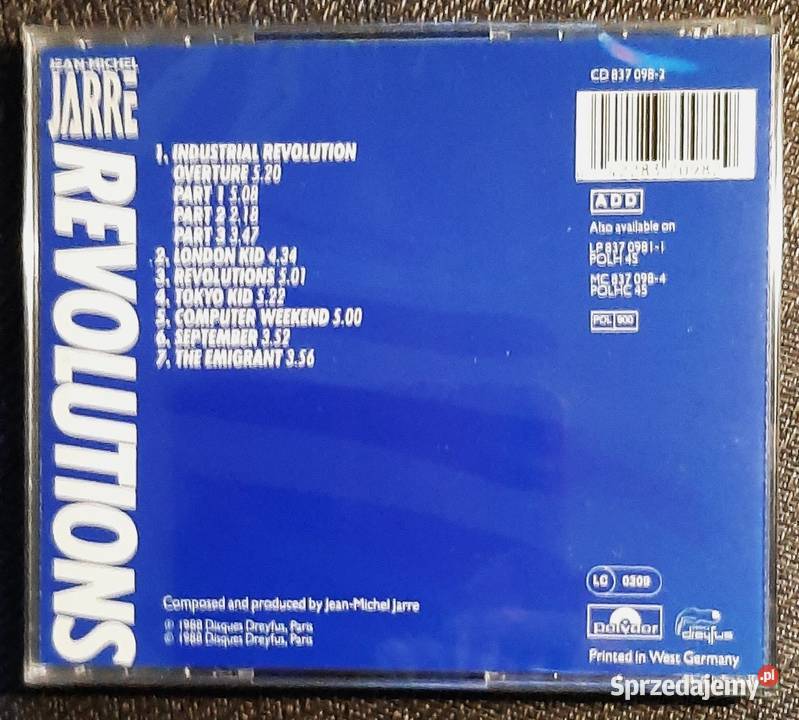 JEAN-MICHEL
JARRE
REVOLUTIONS
1. INDUSTRIAL REVOLUTION
OVERTURE 5.20
PART 1 5.08
PART 2 2.18
PART 3 3.47
2. LONDON KID 4.34
3. REVOLUTIONS 5.01
4. TOKYO KID 5.22
5. COMPUTER WEEKEND 5.00
6. SEPTEMBER 3.52
7. THE EMIGRANT 3.56
Composed and produced by Jean-Michel Jarre
℗ 1988 Disques Dreyfus, Paris
© 1988 Disques Dreyfus, Paris
CD 837 098-2
ADD
Also available on
LP 837 0981-1
POLH 45
MC 837 098-4
POLHC 45
POL 900
LC 0309
polydor
dreyfus
Printed in West Germany
Sprzedajemy.pl